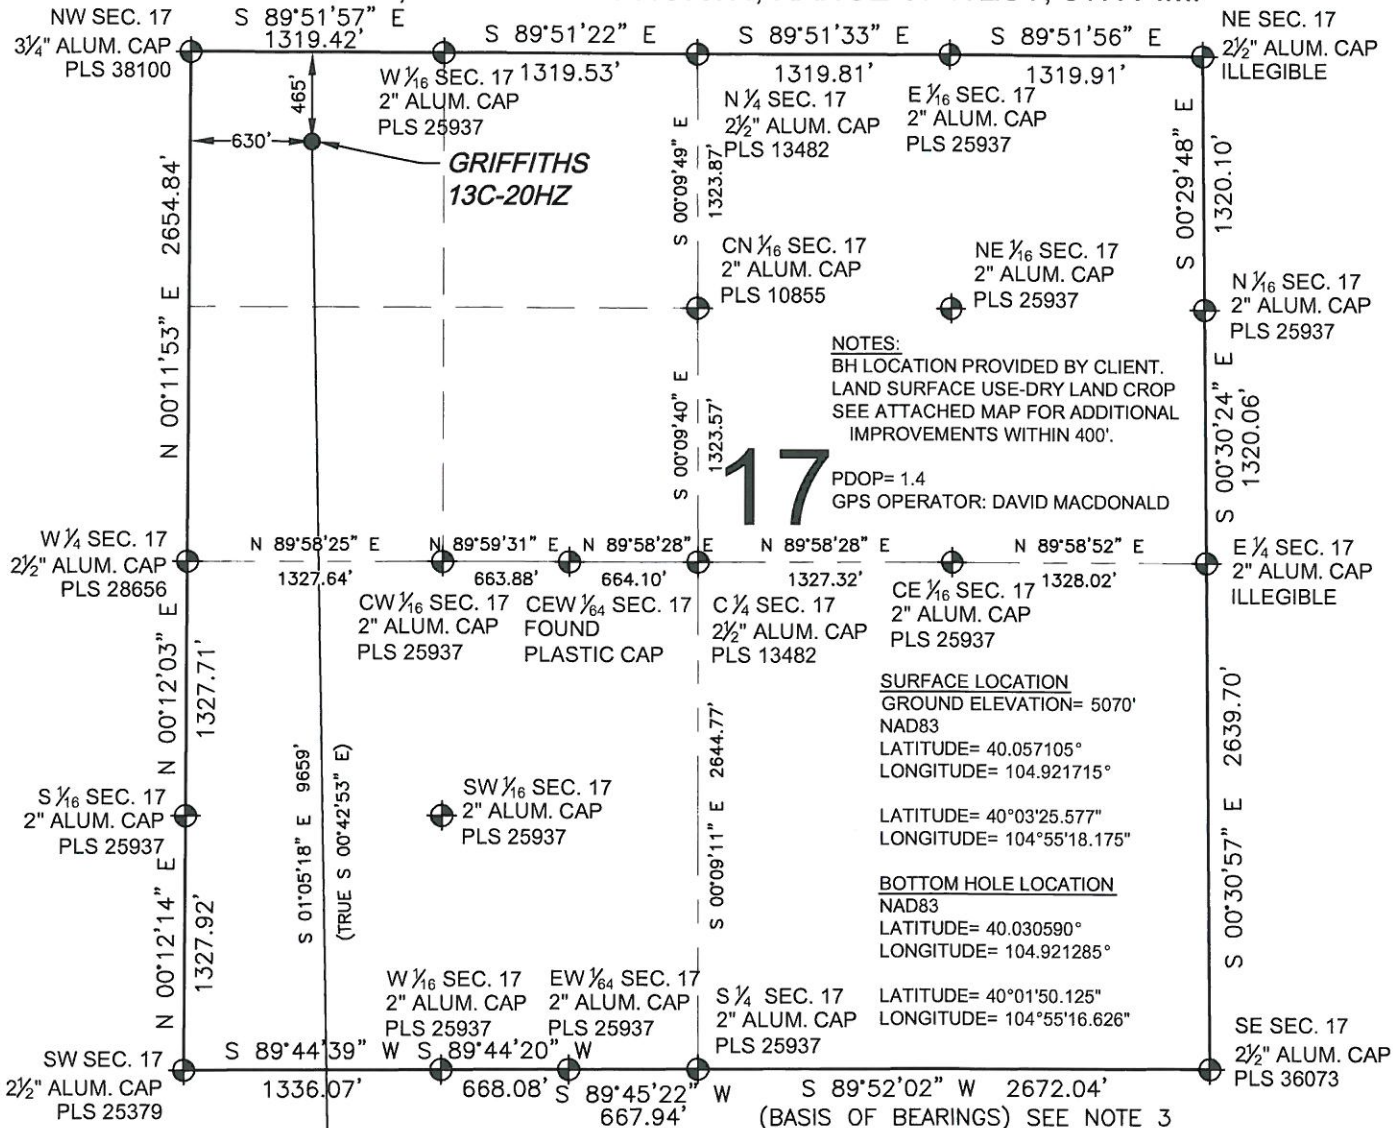 S 89°51'57" E
1319.42'
S 89°51'22" E
1319.53'
S 89°51'33" E
1319.81'
S 89°51'56" E
1319.91'
NW SEC. 17
3¼" ALUM. CAP
PLS 38100
W 1/16 SEC. 17
2" ALUM. CAP
PLS 25937
N ¼ SEC. 17
2½" ALUM. CAP
PLS 13482
E 1/16 SEC. 17
2" ALUM. CAP
PLS 25937
NE SEC. 17
2½" ALUM. CAP
ILLEGIBLE
465'
630'
GRIFFITHS
13C-20HZ
N 00°11'53" E 2654.84'
S 00°09'49" E
1323.87'
S 00°29'48" E
1320.10'
CN 1/16 SEC. 17
2" ALUM. CAP
PLS 10855
NE 1/16 SEC. 17
2" ALUM. CAP
PLS 25937
N 1/16 SEC. 17
2" ALUM. CAP
PLS 25937
NOTES:
BH LOCATION PROVIDED BY CLIENT.
LAND SURFACE USE-DRY LAND CROP
SEE ATTACHED MAP FOR ADDITIONAL
IMPROVEMENTS WITHIN 400'.
PDOP= 1.4
GPS OPERATOR: DAVID MACDONALD
S 00°09'40" E
1323.57'
17
S 00°30'24" E
1320.06'
W ¼ SEC. 17
2½" ALUM. CAP
PLS 28656
N 89°58'25" E
1327.64'
N 89°59'31" E
663.88'
N 89°58'28" E
664.10'
N 89°58'28" E
1327.32'
N 89°58'52" E
1328.02'
E ¼ SEC. 17
2" ALUM. CAP
ILLEGIBLE
CW 1/16 SEC. 17
2" ALUM. CAP
PLS 25937
CEW 1/64 SEC. 17
FOUND
PLASTIC CAP
C ¼ SEC. 17
2½" ALUM. CAP
PLS 13482
CE 1/16 SEC. 17
2" ALUM. CAP
PLS 25937
N 00°12'03" E
1327.71'
SURFACE LOCATION
GROUND ELEVATION= 5070'
NAD83
LATITUDE= 40.057105°
LONGITUDE= 104.921715°
LATITUDE= 40°03'25.577"
LONGITUDE= 104°55'18.175"
BOTTOM HOLE LOCATION
NAD83
LATITUDE= 40.030590°
LONGITUDE= 104.921285°
LATITUDE= 40°01'50.125"
LONGITUDE= 104°55'16.626"
S 1/16 SEC. 17
2" ALUM. CAP
PLS 25937
SW 1/16 SEC. 17
2" ALUM. CAP
PLS 25937
S 01°05'18" E 9659'
(TRUE S 00°42'53" E)
S 00°09'11" E 2644.77'
S 00°30'57" E 2639.70'
N 00°12'14" E
1327.92'
W 1/16 SEC. 17
2" ALUM. CAP
PLS 25937
EW 1/64 SEC. 17
2" ALUM. CAP
PLS 25937
S ¼ SEC. 17
2" ALUM. CAP
PLS 25937
SW SEC. 17
2½" ALUM. CAP
PLS 25379
S 89°44'39" W
1336.07'
S 89°44'20" W
668.08'
S 89°45'22" W
667.94'
S 89°52'02" W 2672.04'
(BASIS OF BEARINGS) SEE NOTE 3
SE SEC. 17
2½" ALUM. CAP
PLS 36073